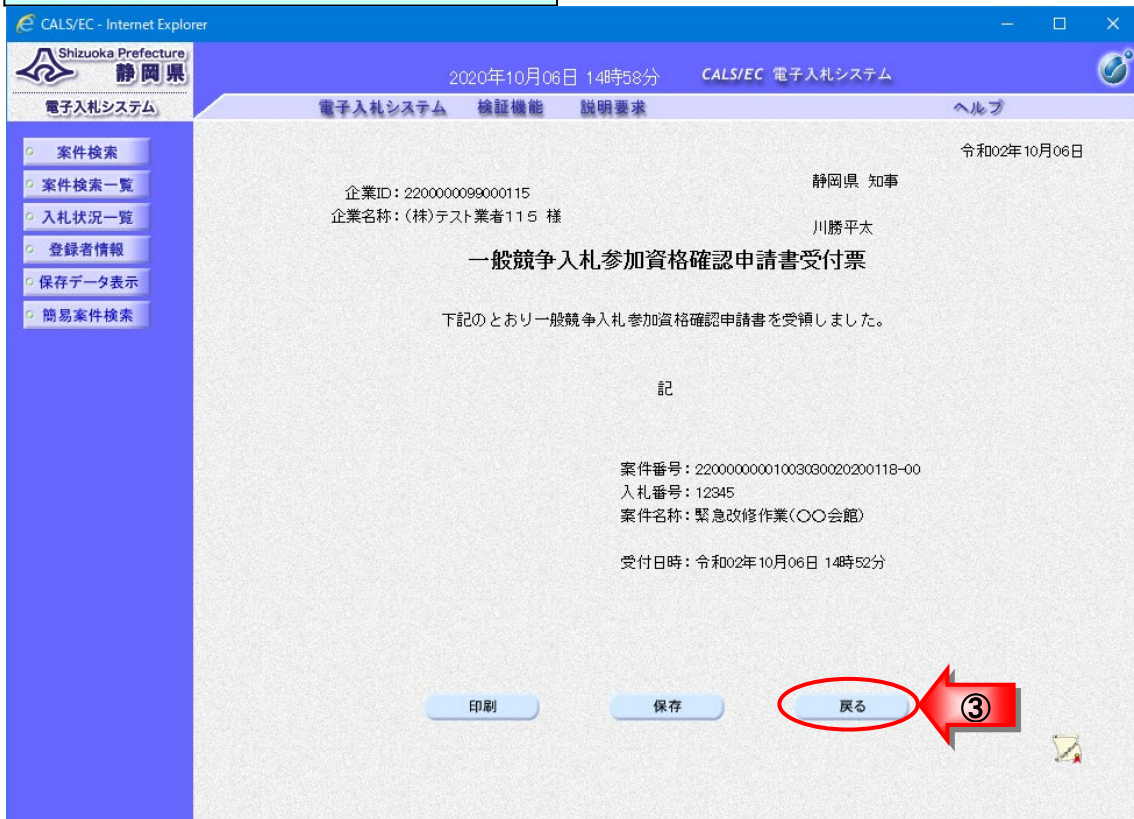 CALS/EC - Internet Explorer
Shizuoka Prefecture
静岡県
2020年10月06日 14時58分 CALS/EC 電子入札システム
電子入札システム
電子入札システム 検証機能 説明要求 ヘルプ
案件検索
案件検索一覧
入札状況一覧
登録者情報
保存データ表示
簡易案件検索
令和02年10月06日
静岡県 知事
企業ID:2200000099000115
企業名称:(株)テスト業者115 様
川勝平太
一般競争入札参加資格確認申請書受付票
下記のとおり一般競争入札参加資格確認申請書を受領しました。
記
案件番号:2200000001003030020200118-00
入札番号:12345
案件名称:緊急改修作業(〇〇会館)
受付日時:令和02年10月06日 14時52分
印刷 保存 戻る ③